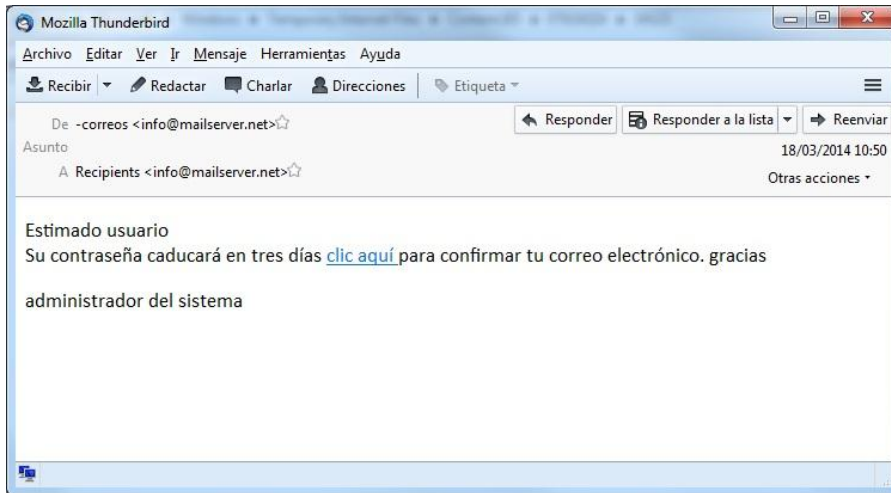 Mozilla Thunderbird
Archivo Editar Ver Ir Mensaje Herramientas Ayuda
Recibir Redactar Charlar Direcciones Etiqueta
De -correos <info@mailserver.net>
Responder Responder a la lista Reenviar
Asunto
18/03/2014 10:50
A Recipients <info@mailserver.net>
Otras acciones
Estimado usuario
Su contraseña caducará en tres días clic aquí para confirmar tu correo electrónico. gracias
administrador del sistema